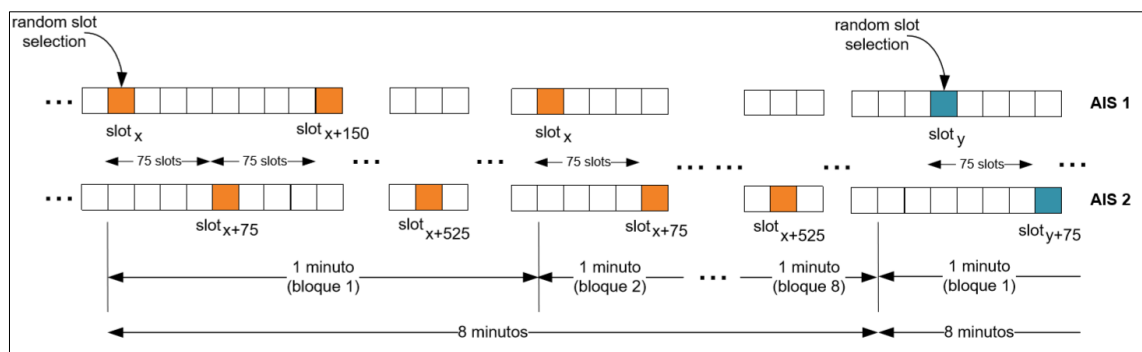 random slot
selection
random slot
selection
... AIS 1
slot x slot x+150 slot x slot y
75 slots 75 slots ... ... 75 slots ... ... ... 75 slots ...
... AIS 2
slot x+75 slot x+525 slot x+75 slot x+525 slot y+75
1 minuto 1 minuto ... 1 minuto 1 minuto
(bloque 1) (bloque 2) (bloque 8) (bloque 1)
8 minutos 8 minutos